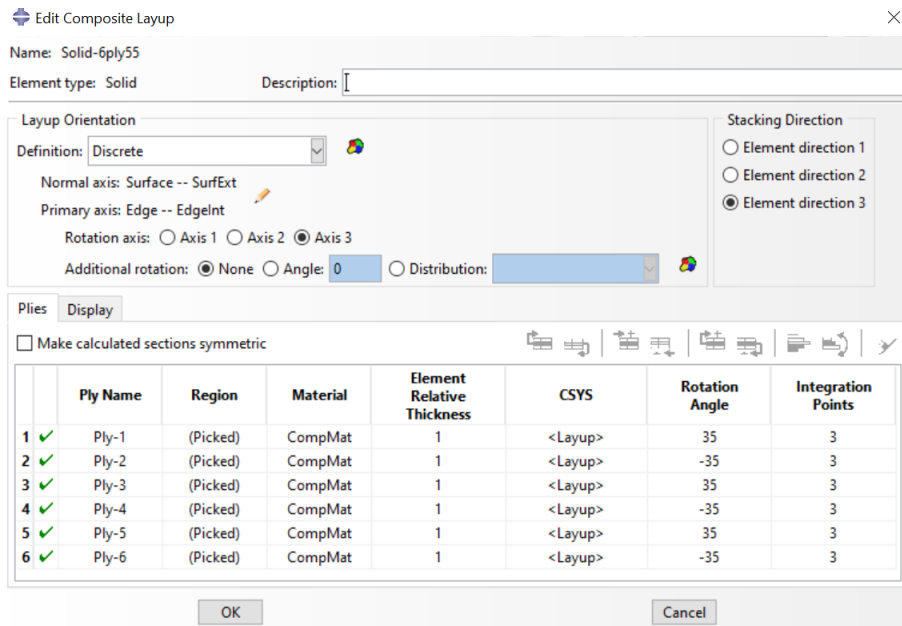 Edit Composite Layup
Name: Solid-6ply55
Element type: Solid Description:
Layup Orientation
Definition: Discrete
Normal axis: Surface -- SurfExt
Primary axis: Edge -- EdgeInt
Rotation axis: Axis 1 Axis 2 Axis 3
Additional rotation: None Angle: 0 Distribution:
Stacking Direction
Element direction 1
Element direction 2
Element direction 3
Plies Display
Make calculated sections symmetric
Ply Name Region Material Element Relative Thickness CSYS Rotation Angle Integration Points
1 Ply-1 (Picked) CompMat 1 <Layup> 35 3
2 Ply-2 (Picked) CompMat 1 <Layup> -35 3
3 Ply-3 (Picked) CompMat 1 <Layup> 35 3
4 Ply-4 (Picked) CompMat 1 <Layup> -35 3
5 Ply-5 (Picked) CompMat 1 <Layup> 35 3
6 Ply-6 (Picked) CompMat 1 <Layup> -35 3
OK Cancel